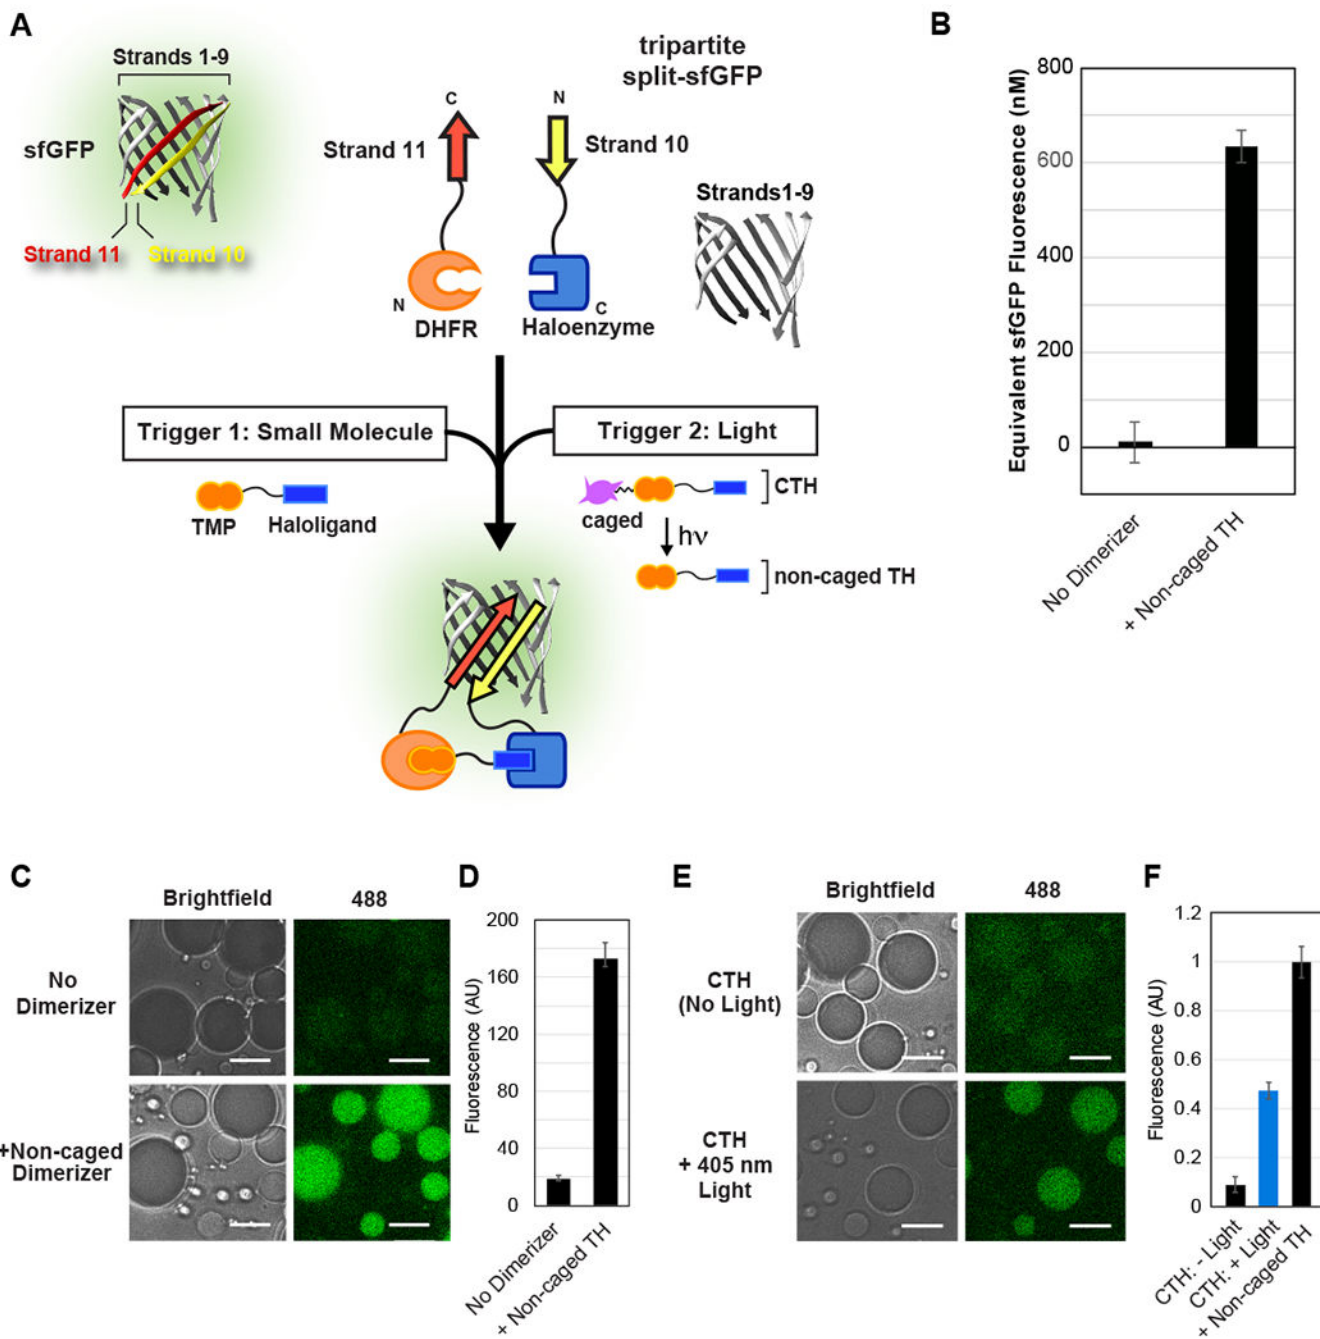 A
Strands 1-9
sfGFP
Strand 11
Strand 10
tripartite
split-sfGFP
C
N
Strand 11
Strand 10
Strands1-9
N
C
DHFR
Haloenzyme
Trigger 1: Small Molecule
Trigger 2: Light
TMP
Haloligand
caged
CTH
hν
non-caged TH
B
Equivalent sfGFP Fluorescence (nM)
800
600
400
200
0
No Dimerizer
+ Non-caged TH
C
Brightfield
488
No
Dimerizer
+Non-caged
Dimerizer
D
Fluorescence (AU)
200
160
120
80
40
0
No Dimerizer
+ Non-caged TH
E
Brightfield
488
CTH
(No Light)
CTH
+ 405 nm
Light
F
Fluorescence (AU)
1.2
1
0.8
0.6
0.4
0.2
0
CTH: - Light
CTH: + Light
+ Non-caged TH